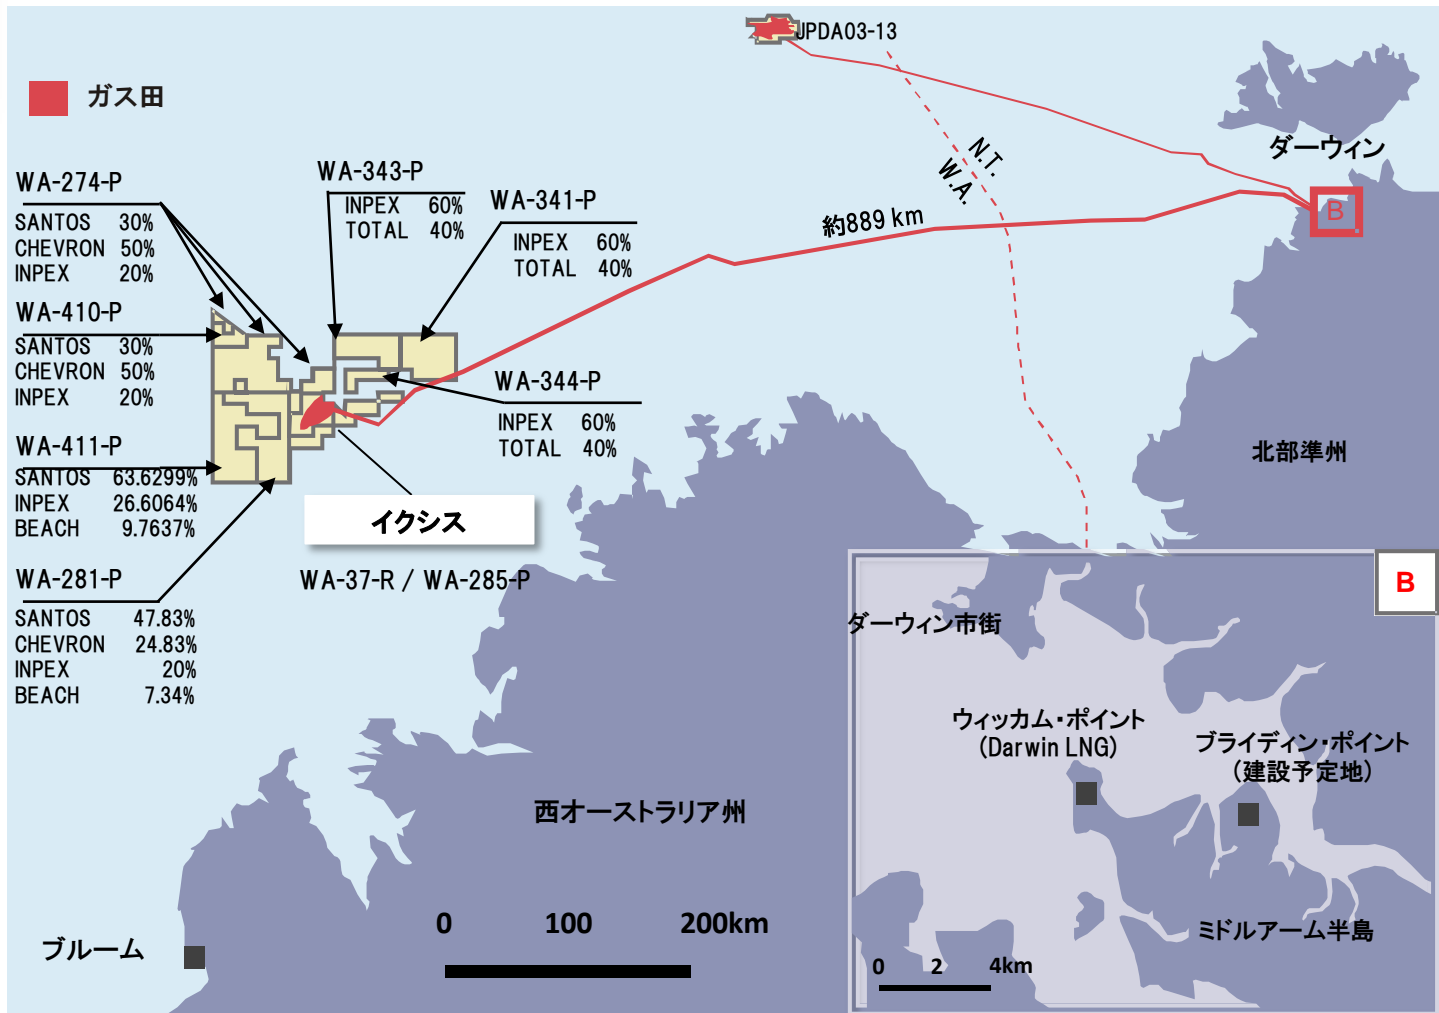 JPDA03-13
ガス田
ダーウィン
N.T.
W.A.
約889 km
B
WA-274-P
SANTOS 30%
CHEVRON 50%
INPEX 20%
WA-343-P
INPEX 60%
TOTAL 40%
WA-341-P
INPEX 60%
TOTAL 40%
WA-410-P
SANTOS 30%
CHEVRON 50%
INPEX 20%
WA-344-P
INPEX 60%
TOTAL 40%
WA-411-P
SANTOS 63.6299%
INPEX 26.6064%
BEACH 9.7637%
イクシス
WA-37-R / WA-285-P
WA-281-P
SANTOS 47.83%
CHEVRON 24.83%
INPEX 20%
BEACH 7.34%
北部準州
西オーストラリア州
ブルーム
0 100 200km
B
ダーウィン市街
ウィッカム・ポイント
(Darwin LNG)
ブライディン・ポイント
(建設予定地)
ミドルアーム半島
0 2 4km